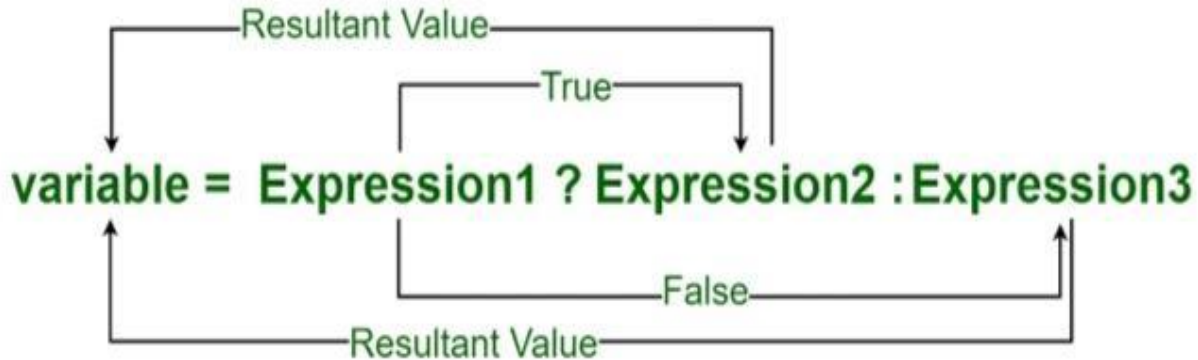 Resultant Value
True
variable = Expression1 ? Expression2 : Expression3
False
Resultant Value